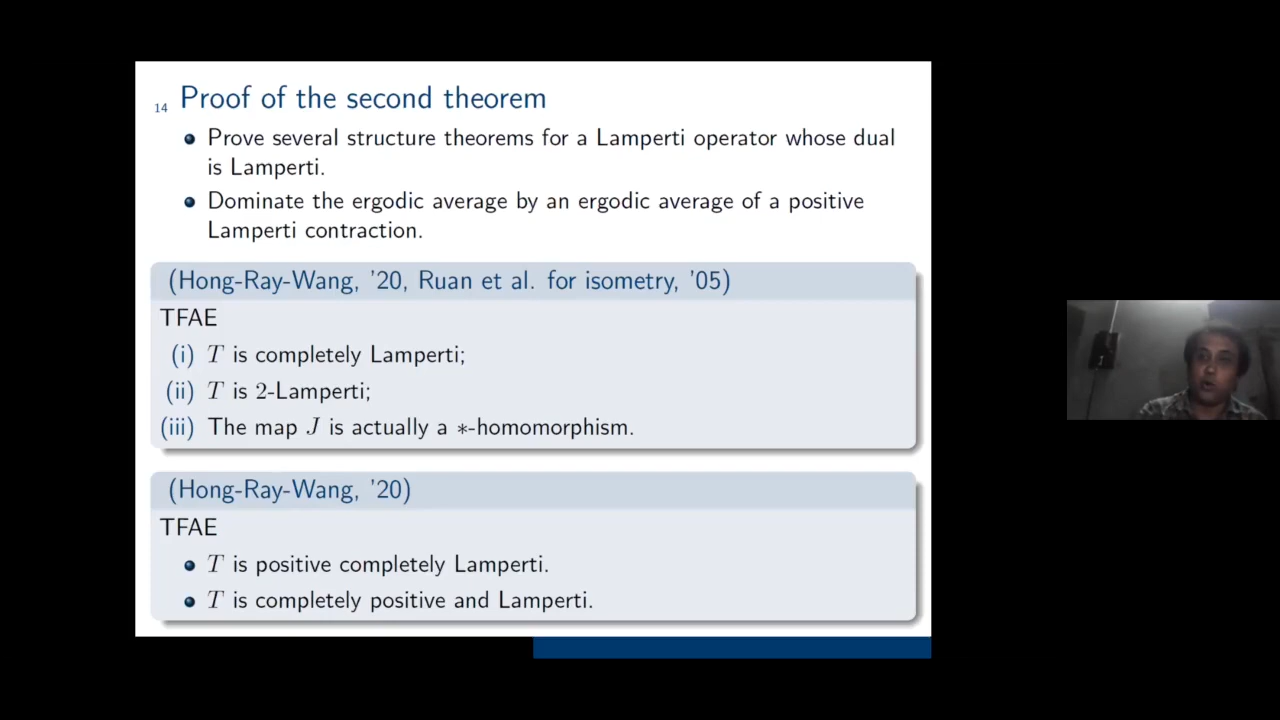 14 Proof of the second theorem
Prove several structure theorems for a Lamperti operator whose dual
is Lamperti.
Dominate the ergodic average by an ergodic average of a positive
Lamperti contraction.
(Hong-Ray-Wang, ’20, Ruan et al. for isometry, ’05)
TFAE
(i) T is completely Lamperti;
(ii) T is 2-Lamperti;
(iii) The map J is actually a ∗-homomorphism.
(Hong-Ray-Wang, ’20)
TFAE
T is positive completely Lamperti.
T is completely positive and Lamperti.